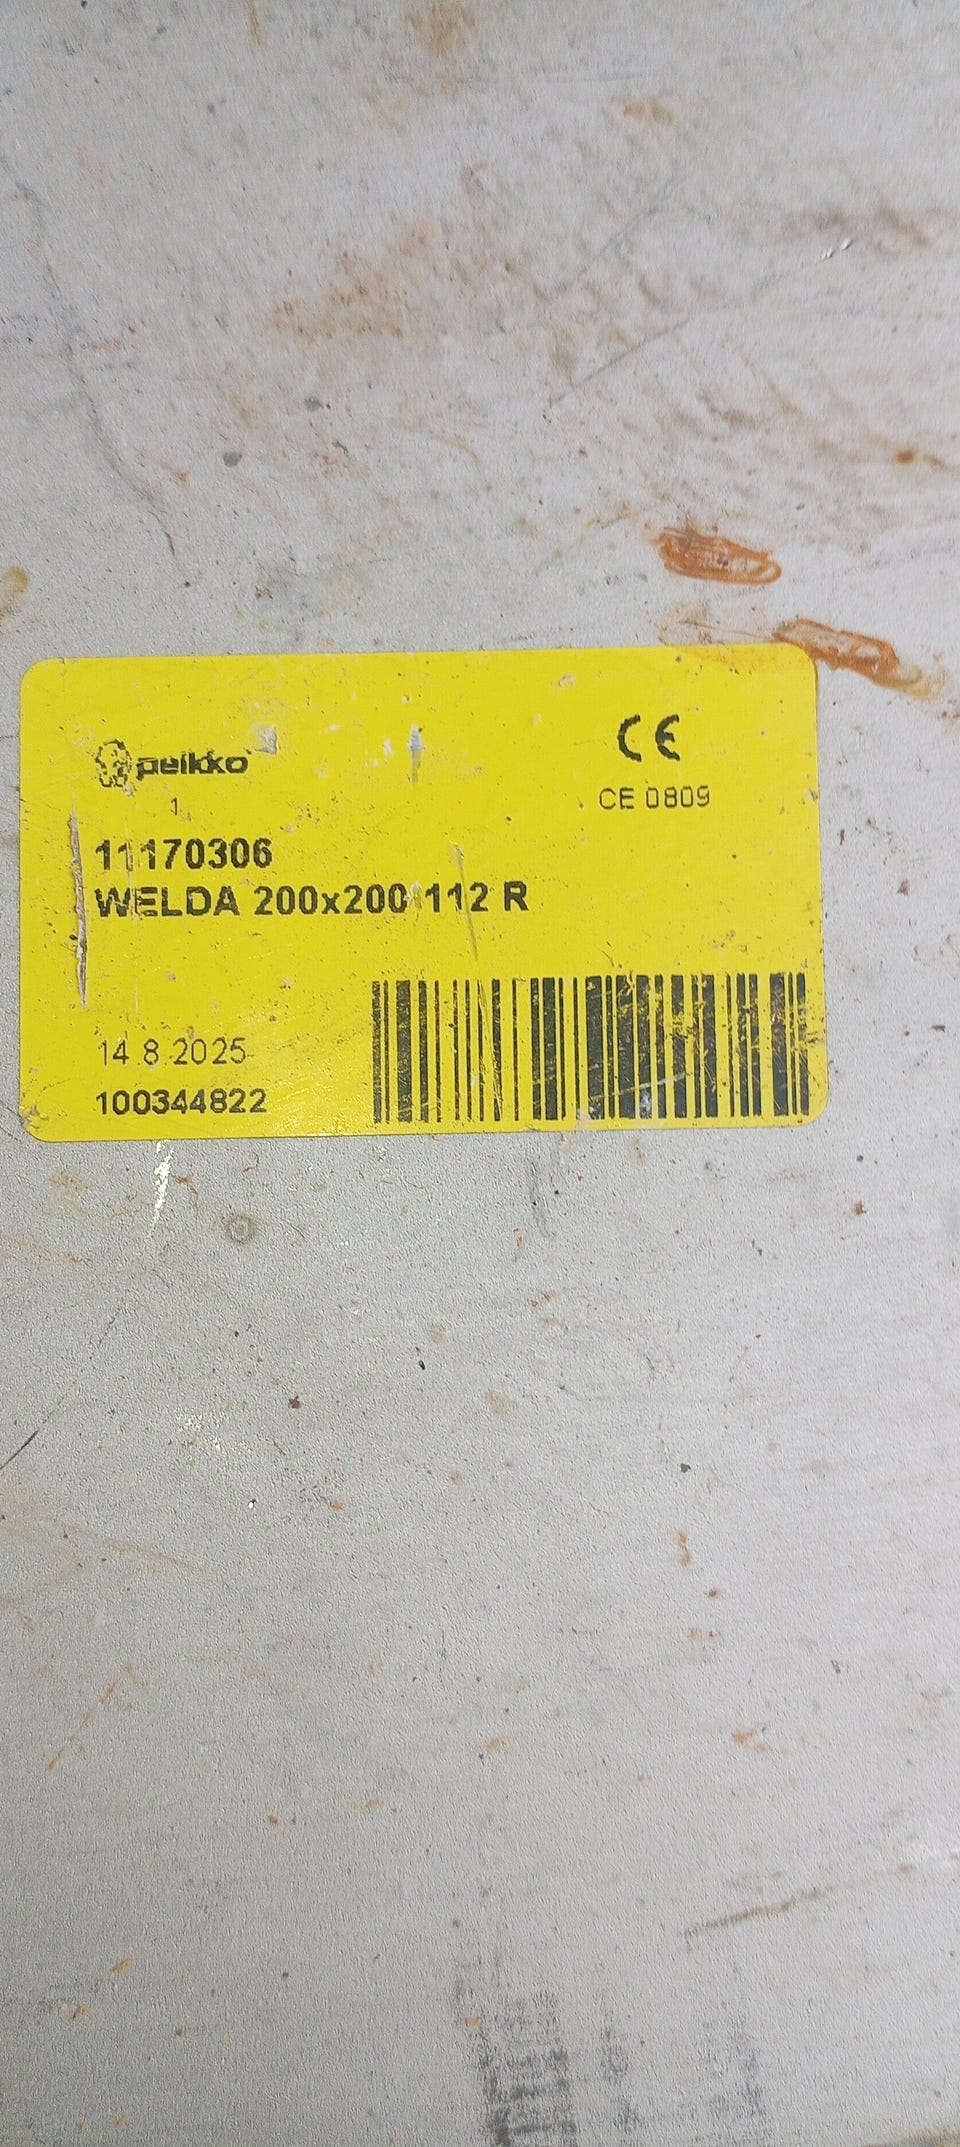 peikko
CE
1
CE 0809
11170306
WELDA 200x200-112 R
14.8.2025
100344822